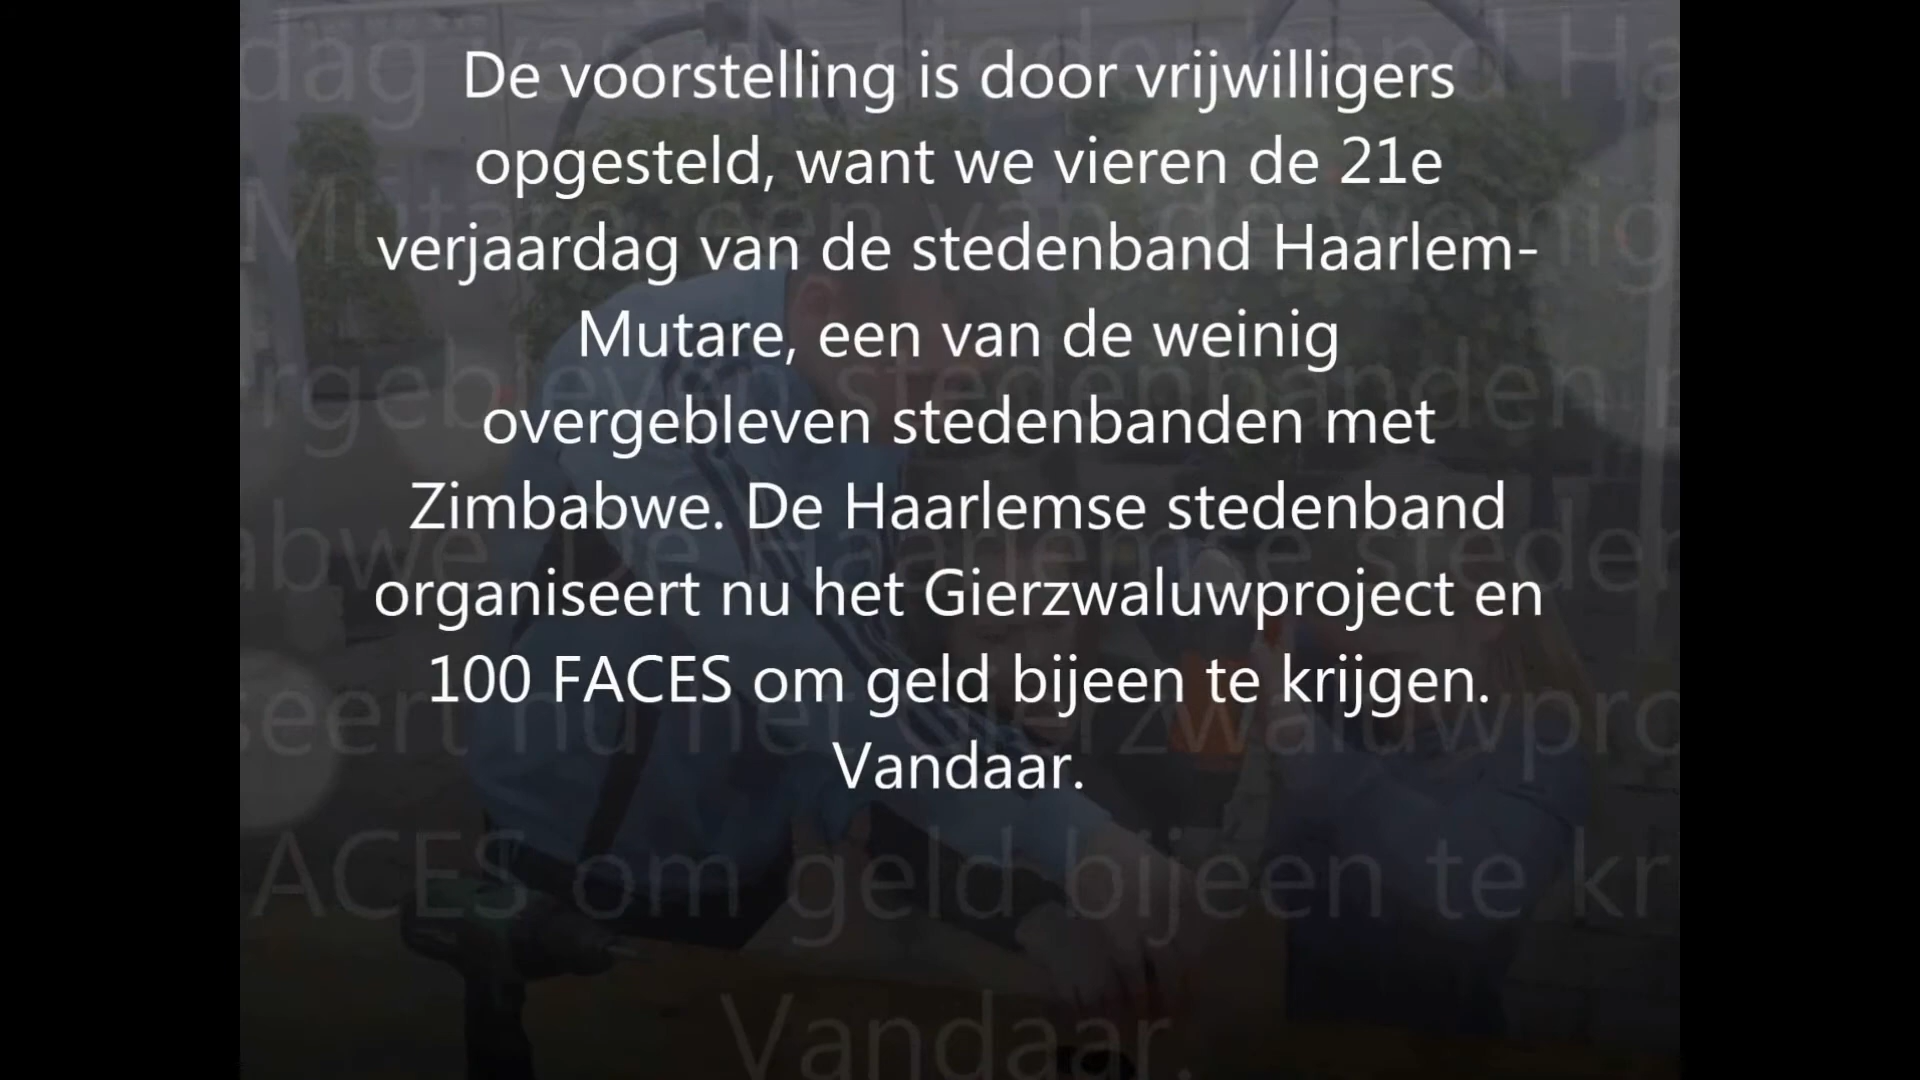 De voorstelling is door vrijwilligers
opgesteld, want we vieren de 21e
verjaardag van de stedenband Haarlem-
Mutare, een van de weinig
overgebleven stedenbanden met
Zimbabwe. De Haarlemse stedenband
organiseert nu het Gierzwaluwproject en
100 FACES om geld bijeen te krijgen.
Vandaar.